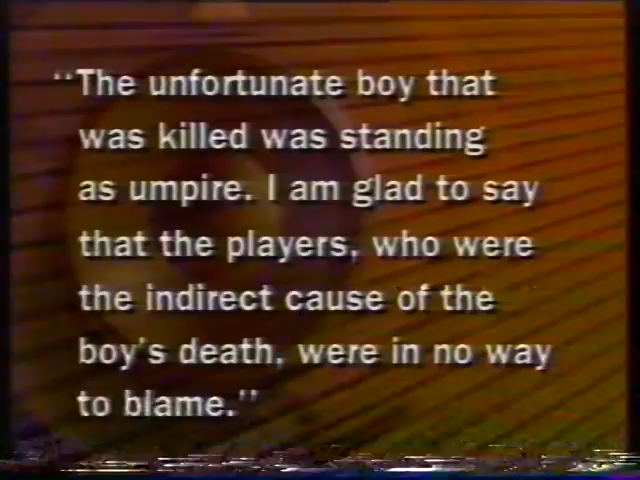 “The unfortunate boy that
was killed was standing
as umpire. I am glad to say
that the players, who were
the indirect cause of the
boy's death, were in no way
to blame.”